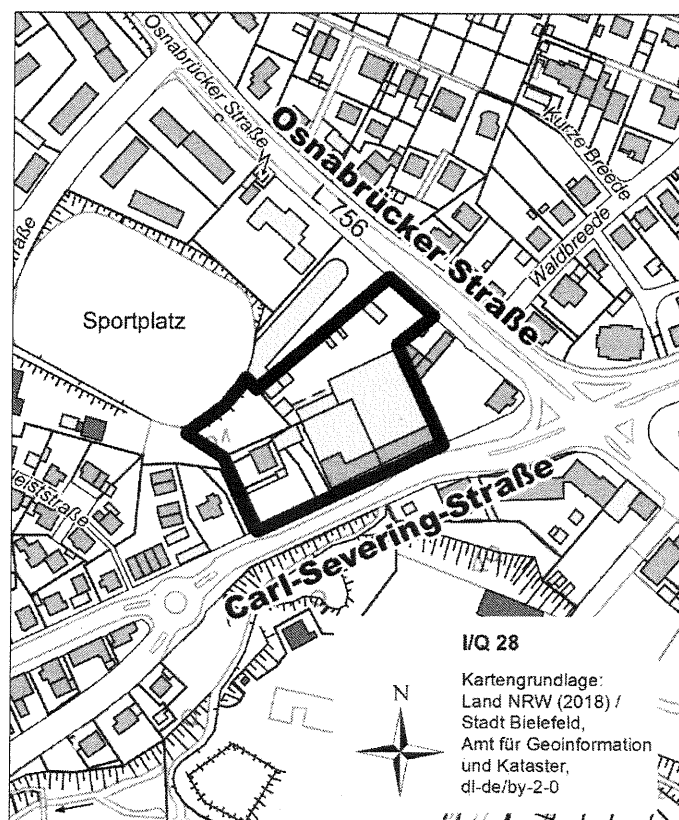 Osnabrücker Straße
Osnabrücker Straße
L 756
Kurze Breede
Waldbreede
Sportplatz
Carl-Severing-Straße
I/Q 28
Kartengrundlage:
Land NRW (2018) /
Stadt Bielefeld,
Amt für Geoinformation
und Kataster,
dl-de/by-2-0
N